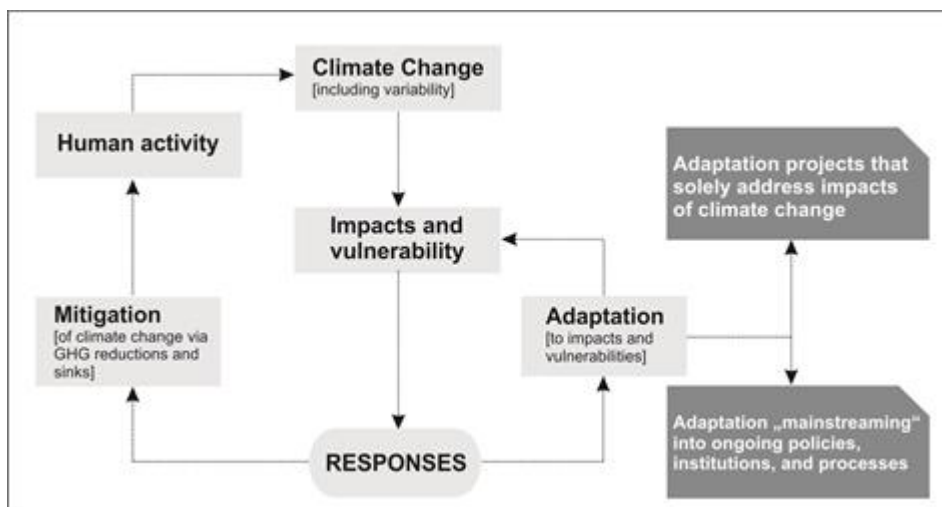 Climate Change
[including variability]
Human activity
Adaptation projects that
solely address impacts
of climate change
Impacts and
vulnerability
Mitigation
[of climate change via
GHG reductions and
sinks]
Adaptation
[to impacts and
vulnerabilities]
Adaptation „mainstreaming“
into ongoing policies,
institutions, and processes
RESPONSES